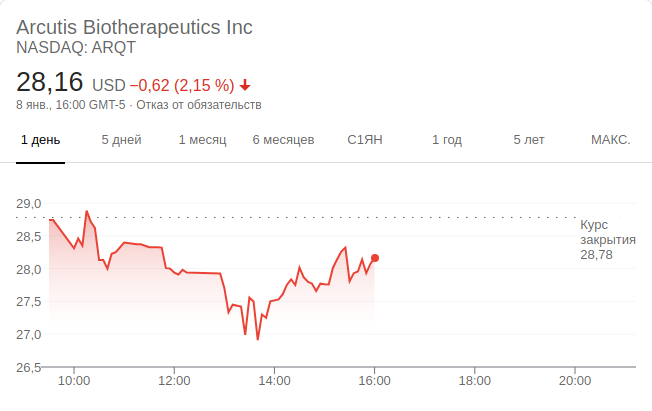 Arcutis Biotherapeutics Inc
NASDAQ: ARQT
28,16 USD −0,62 (2,15 %)
8 янв., 16:00 GMT-5 · Отказ от обязательств
1 день 5 дней 1 месяц 6 месяцев С1ЯН 1 год 5 лет МАКС.
29,0
28,5
28,0
27,5
27,0
26,5
Курс
закрытия
28,78
10:00 12:00 14:00 16:00 18:00 20:00